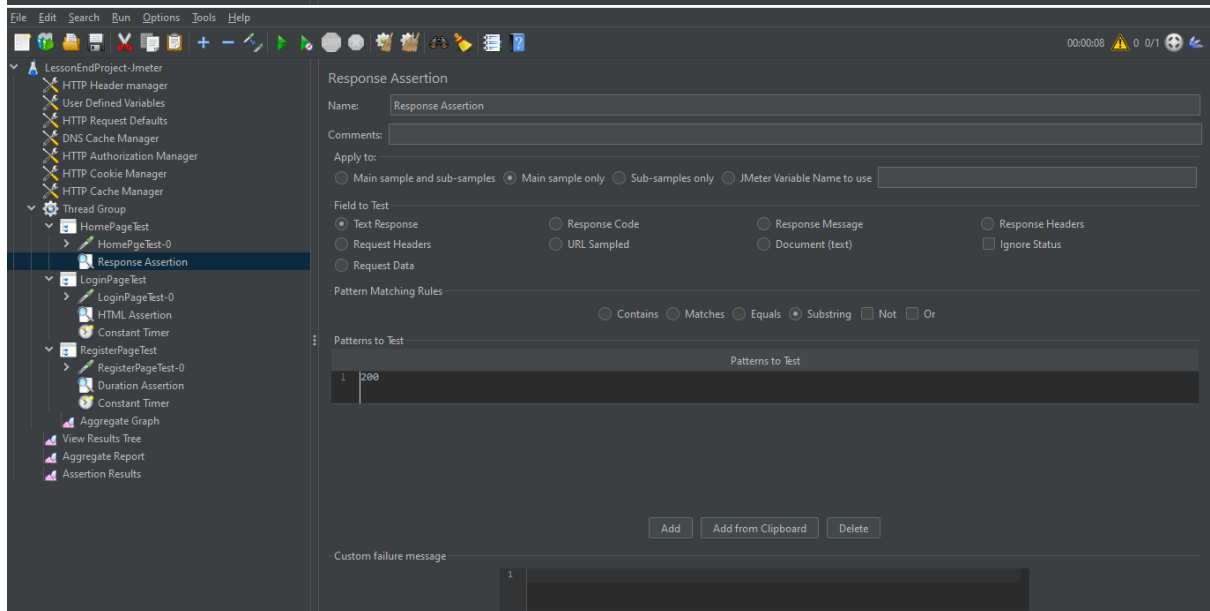 File Edit Search Run Options Tools Help
00:00:08 0 0/1
LessonEndProject-Jmeter
HTTP Header manager
User Defined Variables
HTTP Request Defaults
DNS Cache Manager
HTTP Authorization Manager
HTTP Cookie Manager
HTTP Cache Manager
Thread Group
HomePageTest
HomePgeTest-0
Response Assertion
LoginPageTest
LoginPageTest-0
HTML Assertion
Constant Timer
RegisterPageTest
RegisterPageTest-0
Duration Assertion
Constant Timer
Aggregate Graph
View Results Tree
Aggregate Report
Assertion Results
Response Assertion
Name: Response Assertion
Comments:
Apply to:
Main sample and sub-samples Main sample only Sub-samples only JMeter Variable Name to use
Field to Test
Text Response Response Code Response Message Response Headers
Request Headers URL Sampled Document (text) Ignore Status
Request Data
Pattern Matching Rules
Contains Matches Equals Substring Not Or
Patterns to Test
Patterns to Test
1 200
Add Add from Clipboard Delete
Custom failure message
1